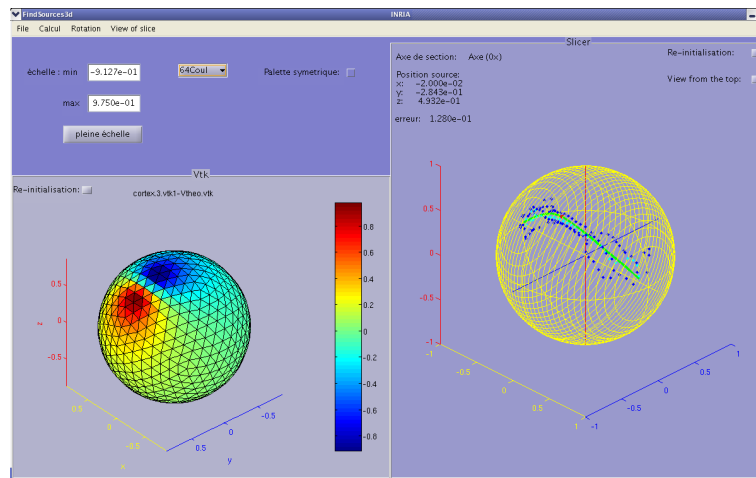 FindSources3d INRIA
File Calcul Rotation View of slice
échelle : min -9.127e-01 64Coul Palette symetrique:
max 9.750e-01
pleine échelle
Slicer
Axe de section: Axe (0x) Re-initialisation:
Position source:
x: -2.000e-02 View from the top:
y: -2.843e-01
z: 4.932e-01
erreur: 1.280e-01
Vtk
Re-initialisation:
cortex.3.vtk1-Vtheo.vtk
0.8
0.6
0.4
0.2
0
-0.2
-0.4
-0.6
-0.8
0.5
0
-0.5
z
0.5
0
-0.5
x
-0.5
0
0.5
y
1
0.5
0
-0.5
-1
-1
-0.5
0
0.5
1
1
0.5
0
-0.5
-1